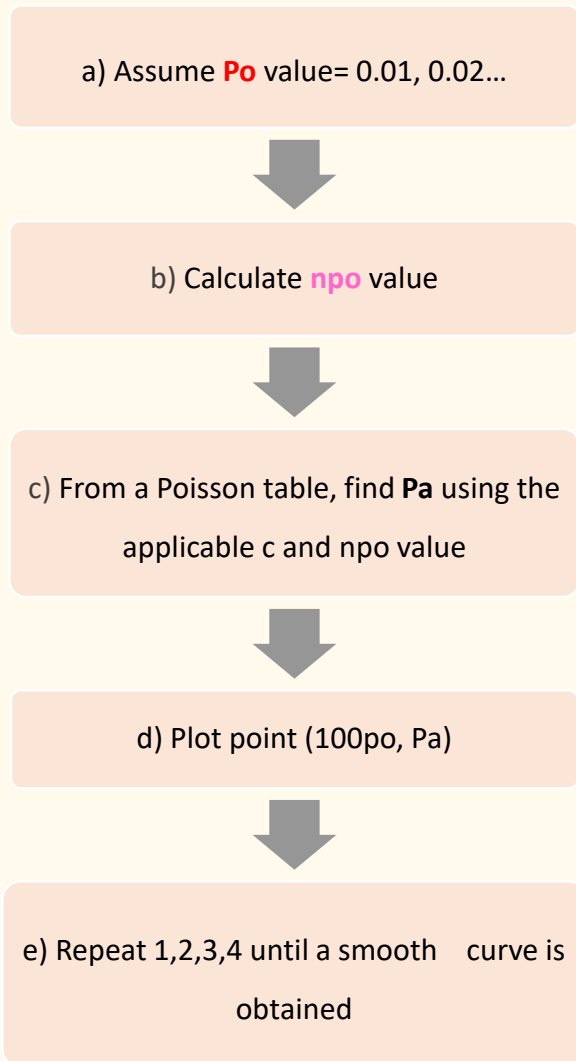 a) Assume Po value= 0.01, 0.02…
b) Calculate npo value
c) From a Poisson table, find Pa using the
applicable c and npo value
d) Plot point (100po, Pa)
e) Repeat 1,2,3,4 until a smooth curve is
obtained